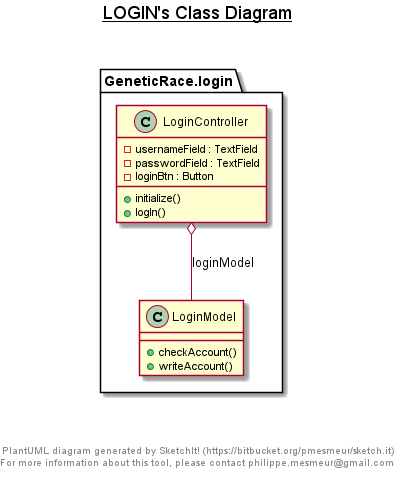 LOGIN's Class Diagram
GeneticRace.login
C LoginController
usernameField : TextField
passwordField : TextField
loginBtn : Button
initialize()
logIn()
loginModel
C LoginModel
checkAccount()
writeAccount()
PlantUML diagram generated by SketchIt! (https://bitbucket.org/pmesmeur/sketch.it)
For more information about this tool, please contact philippe.mesmeur@gmail.com